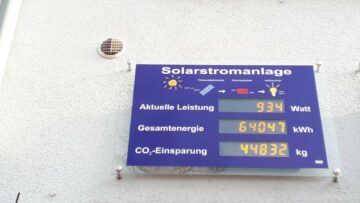 Solarstromanlage
Aktuelle Leistung 934 Watt
Gesamtenergie 64047 kWh
CO₂-Einsparung 44832 kg